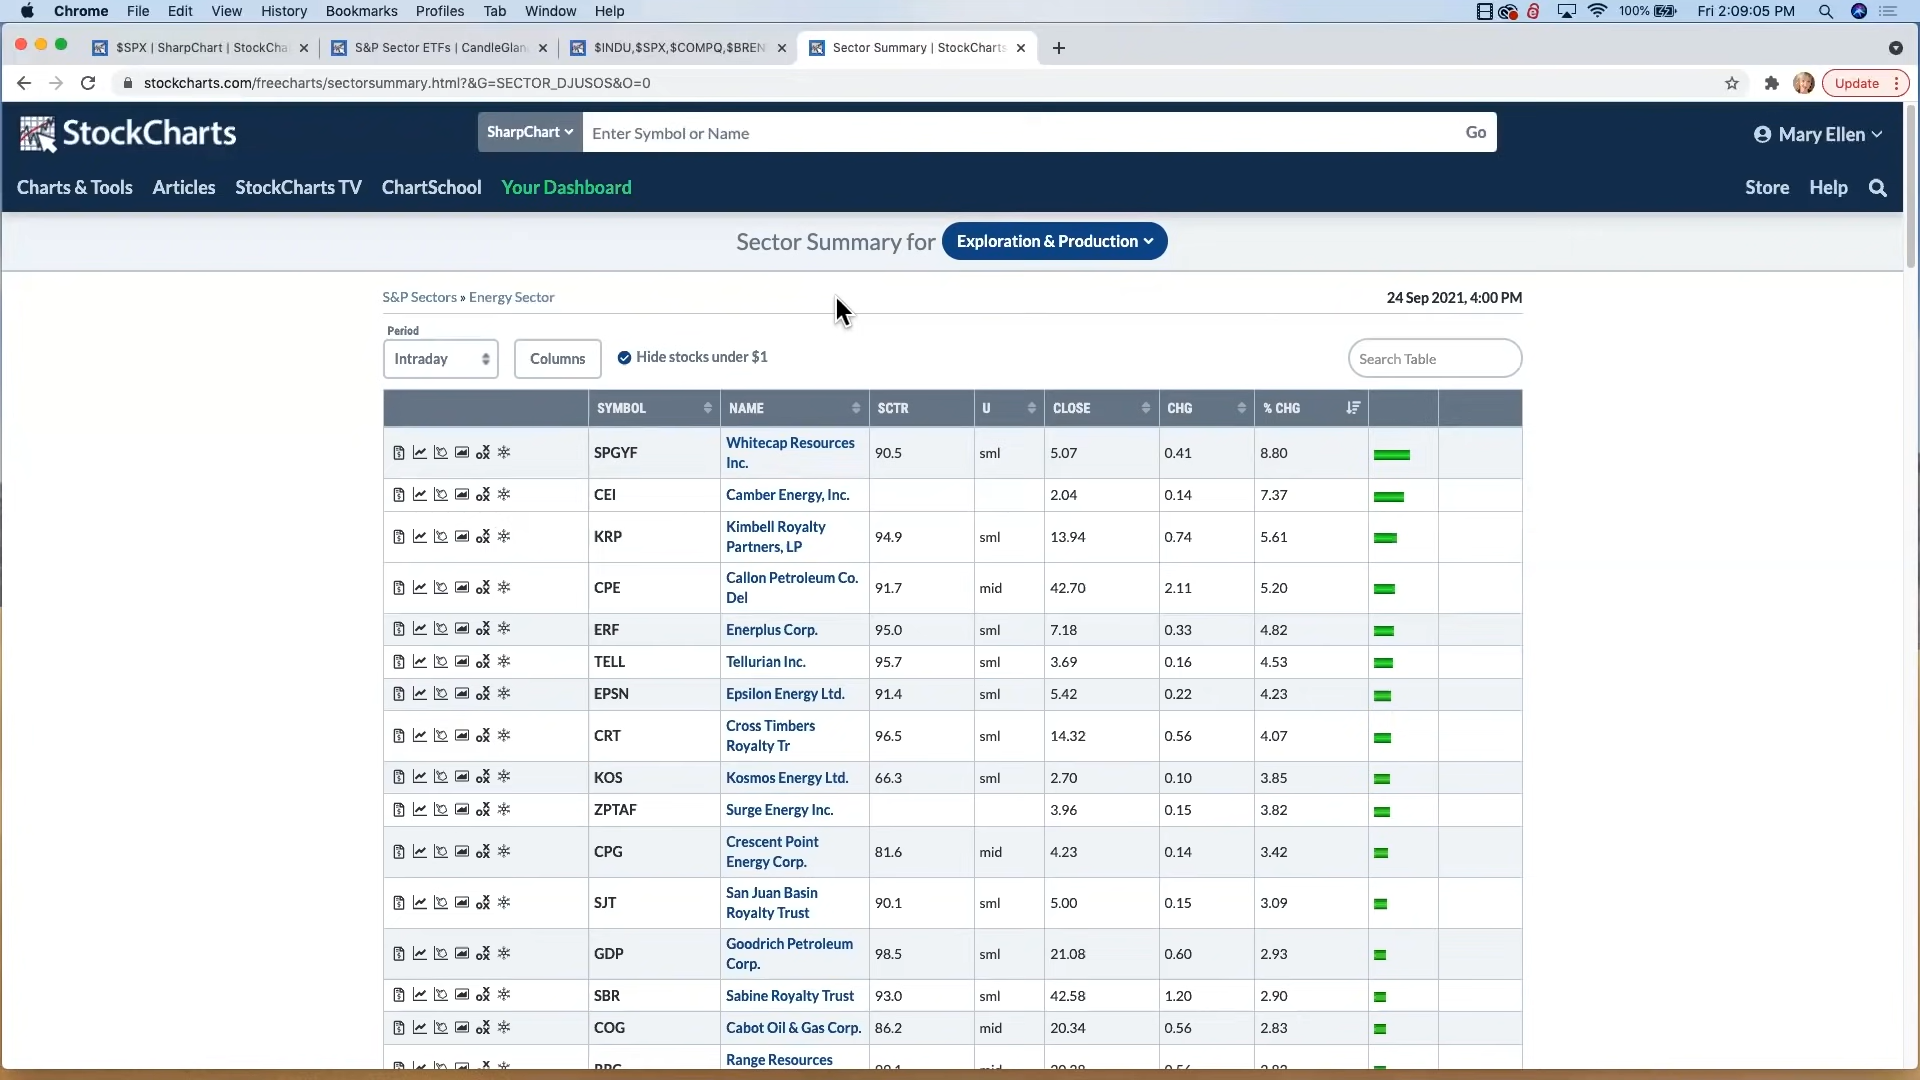 Chrome File Edit View History Bookmarks Profiles Tab Window Help 100% Fri 2:09:05 PM
$SPX | SharpChart | StockCha S&P Sector ETFs | CandleGlan $INDU,$SPX,$COMPQ,$BREN Sector Summary | StockCharts
stockcharts.com/freecharts/sectorsummary.html?&G=SECTOR_DJUSOS&O=0 Update
StockCharts SharpChart Enter Symbol or Name Go Mary Ellen
Charts & Tools Articles StockCharts TV ChartSchool Your Dashboard Store Help
Sector Summary for Exploration & Production
S&P Sectors » Energy Sector 24 Sep 2021, 4:00 PM
Period
Intraday Columns Hide stocks under $1 Search Table
SYMBOL NAME SCTR U CLOSE CHG % CHG
SPGYF Whitecap Resources Inc. 90.5 sml 5.07 0.41 8.80
CEI Camber Energy, Inc. 2.04 0.14 7.37
KRP Kimbell Royalty Partners, LP 94.9 sml 13.94 0.74 5.61
CPE Callon Petroleum Co. Del 91.7 mid 42.70 2.11 5.20
ERF Enerplus Corp. 95.0 sml 7.18 0.33 4.82
TELL Tellurian Inc. 95.7 sml 3.69 0.16 4.53
EPSN Epsilon Energy Ltd. 91.4 sml 5.42 0.22 4.23
CRT Cross Timbers Royalty Tr 96.5 sml 14.32 0.56 4.07
KOS Kosmos Energy Ltd. 66.3 sml 2.70 0.10 3.85
ZPTAF Surge Energy Inc. 3.96 0.15 3.82
CPG Crescent Point Energy Corp. 81.6 mid 4.23 0.14 3.42
SJT San Juan Basin Royalty Trust 90.1 sml 5.00 0.15 3.09
GDP Goodrich Petroleum Corp. 98.5 sml 21.08 0.60 2.93
SBR Sabine Royalty Trust 93.0 sml 42.58 1.20 2.90
COG Cabot Oil & Gas Corp. 86.2 mid 20.34 0.56 2.83
Range Resources